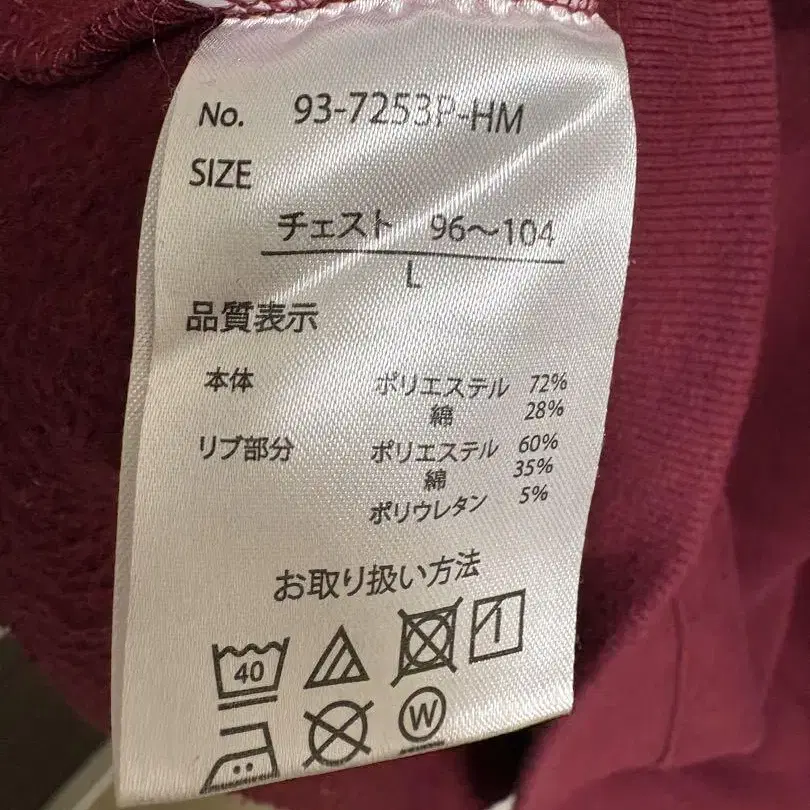 No. 93-7253P-HM
SIZE
チェスト 96〜104
L
品質表示
本体 ポリエステル 72%
綿 28%
リブ部分 ポリエステル 60%
綿 35%
ポリウレタン 5%
お取り扱い方法
40
W